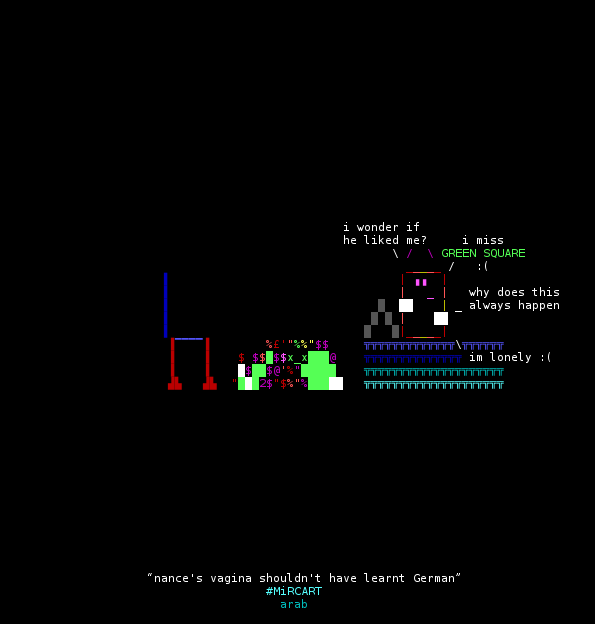 i wonder if
he liked me?
i miss
GREEN SQUARE
:(
why does this
always happen
im lonely :(
“nance's vagina shouldn't have learnt German”
#MiRCART
arab